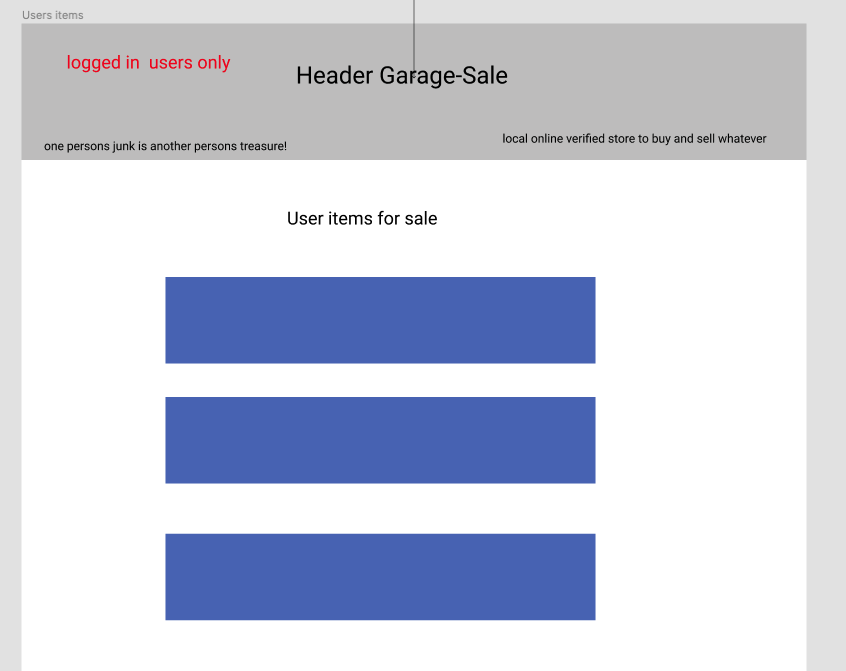 Users items
logged in users only
Header Garage-Sale
one persons junk is another persons treasure!
local online verified store to buy and sell whatever
User items for sale